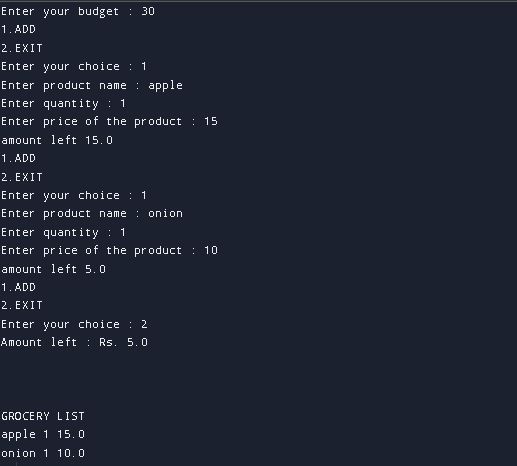 Enter your budget : 30
1.ADD
2.EXIT
Enter your choice : 1
Enter product name : apple
Enter quantity : 1
Enter price of the product : 15
amount left 15.0
1.ADD
2.EXIT
Enter your choice : 1
Enter product name : onion
Enter quantity : 1
Enter price of the product : 10
amount left 5.0
1.ADD
2.EXIT
Enter your choice : 2
Amount left : Rs. 5.0
GROCERY LIST
apple 1 15.0
onion 1 10.0